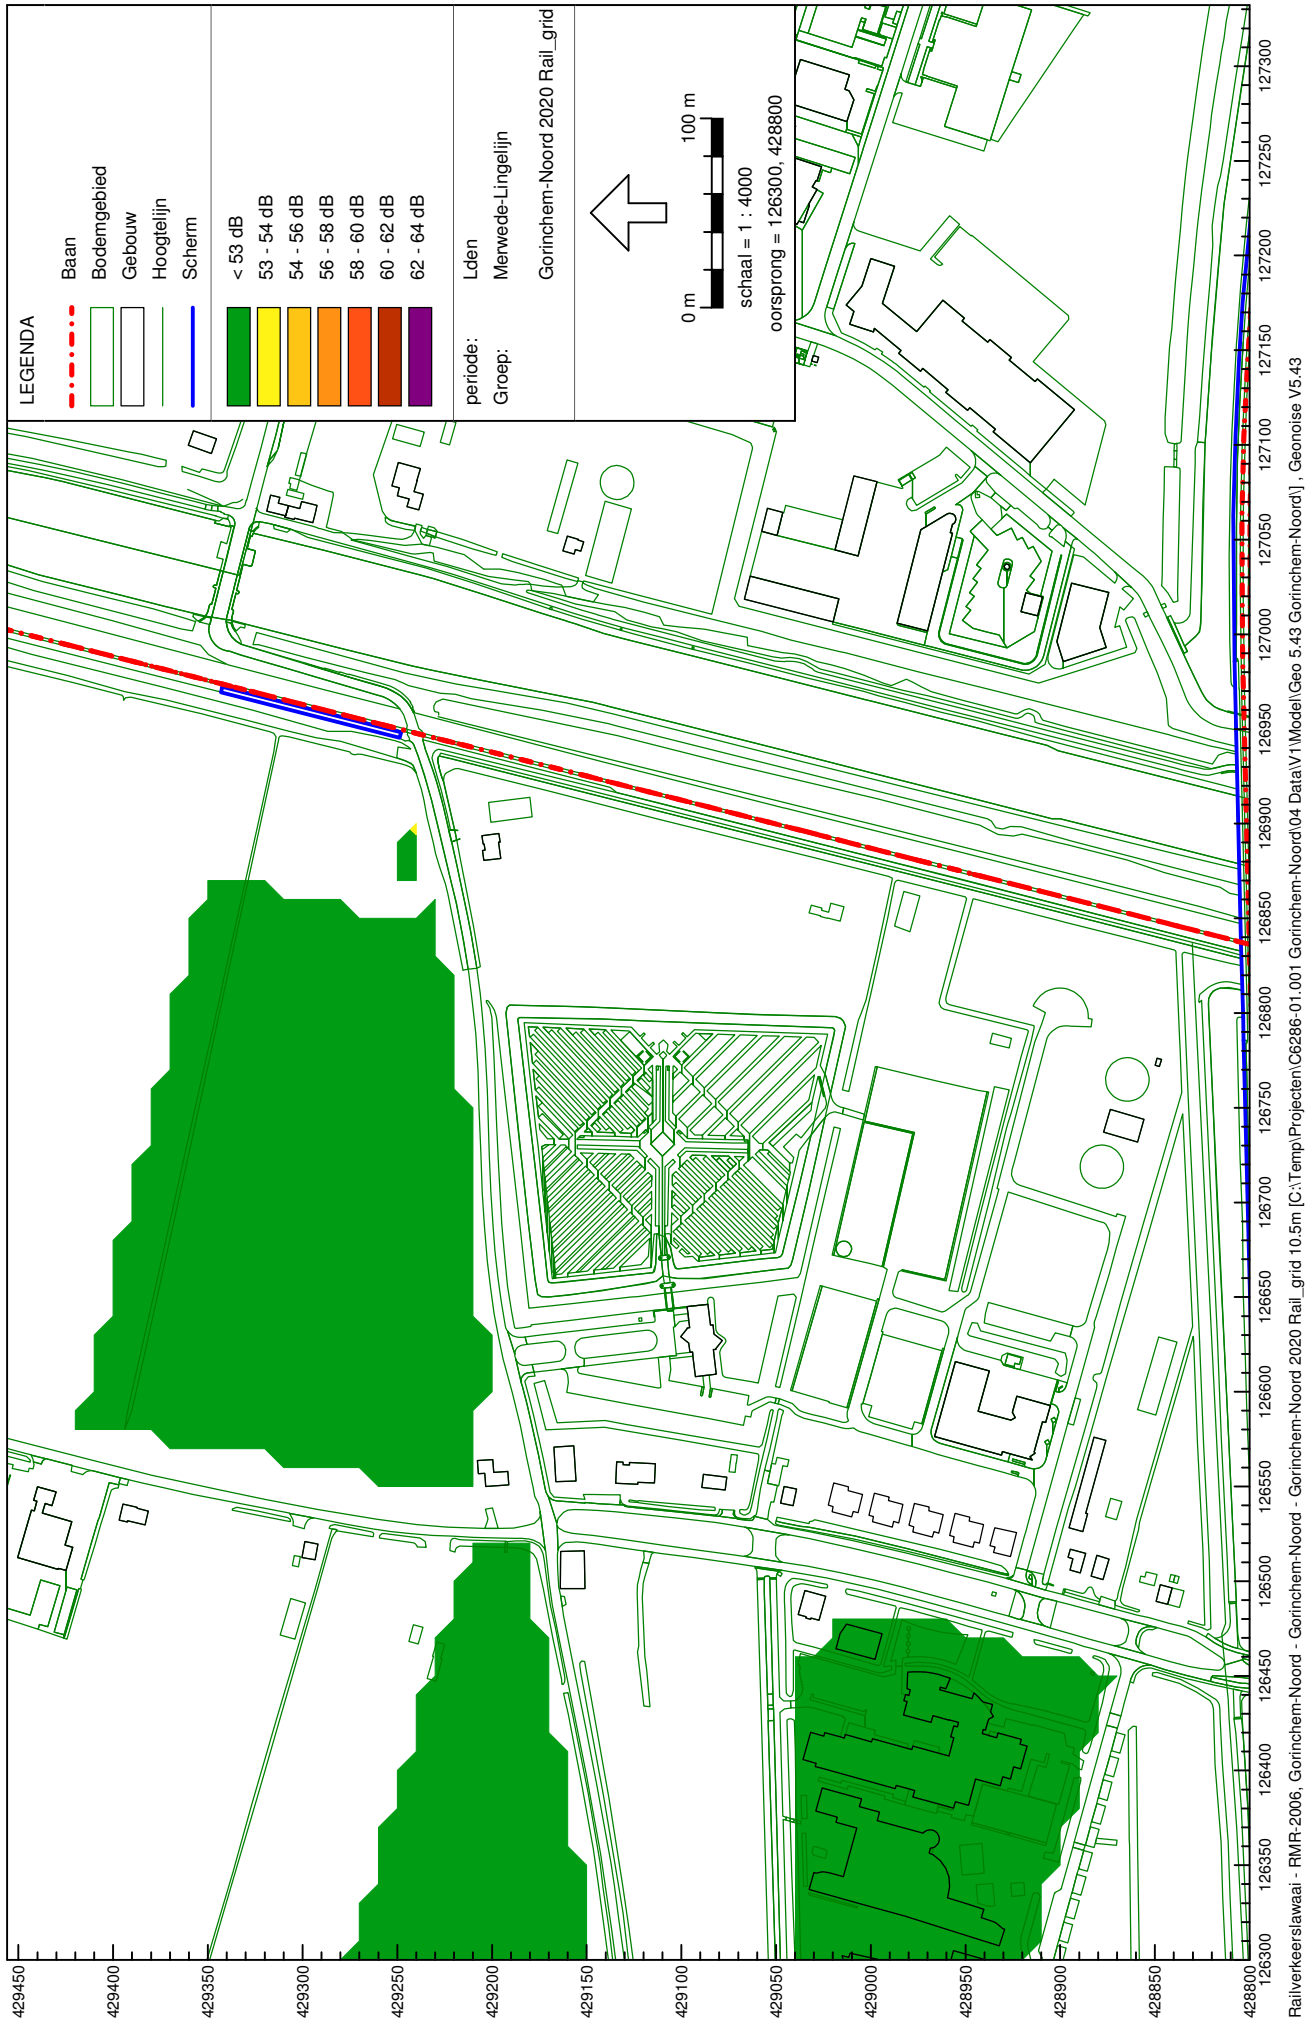 LEGENDA
Baan
Bodemgebied
Gebouw
Hoogtelijn
Scherm
< 53 dB
53 - 54 dB
54 - 56 dB
56 - 58 dB
58 - 60 dB
60 - 62 dB
62 - 64 dB
periode: Lden
Groep: Merwede-Lingelijn
Gorinchem-Noord 2020 Rail_grid
0 m 100 m
schaal = 1 : 4000
oorsprong = 126300, 428800
429450
429400
429350
429300
429250
429200
429150
429100
429050
429000
428950
428900
428850
428800
126300 126350 126400 126450 126500 126550 126600 126650 126700 126750 126800 126850 126900 126950 127000 127050 127100 127150 127200 127250 127300
Railverkeerslawaai - RMR-2006, Gorinchem-Noord - Gorinchem-Noord - Gorinchem-Noord 2020 Rail_grid 10.5m [C:\Temp\Projecten\C6286-01.001 Gorinchem-Noord\04 Data\V1\Model\Geo 5.43 Gorinchem-Noord\] , Geonoise V5.43